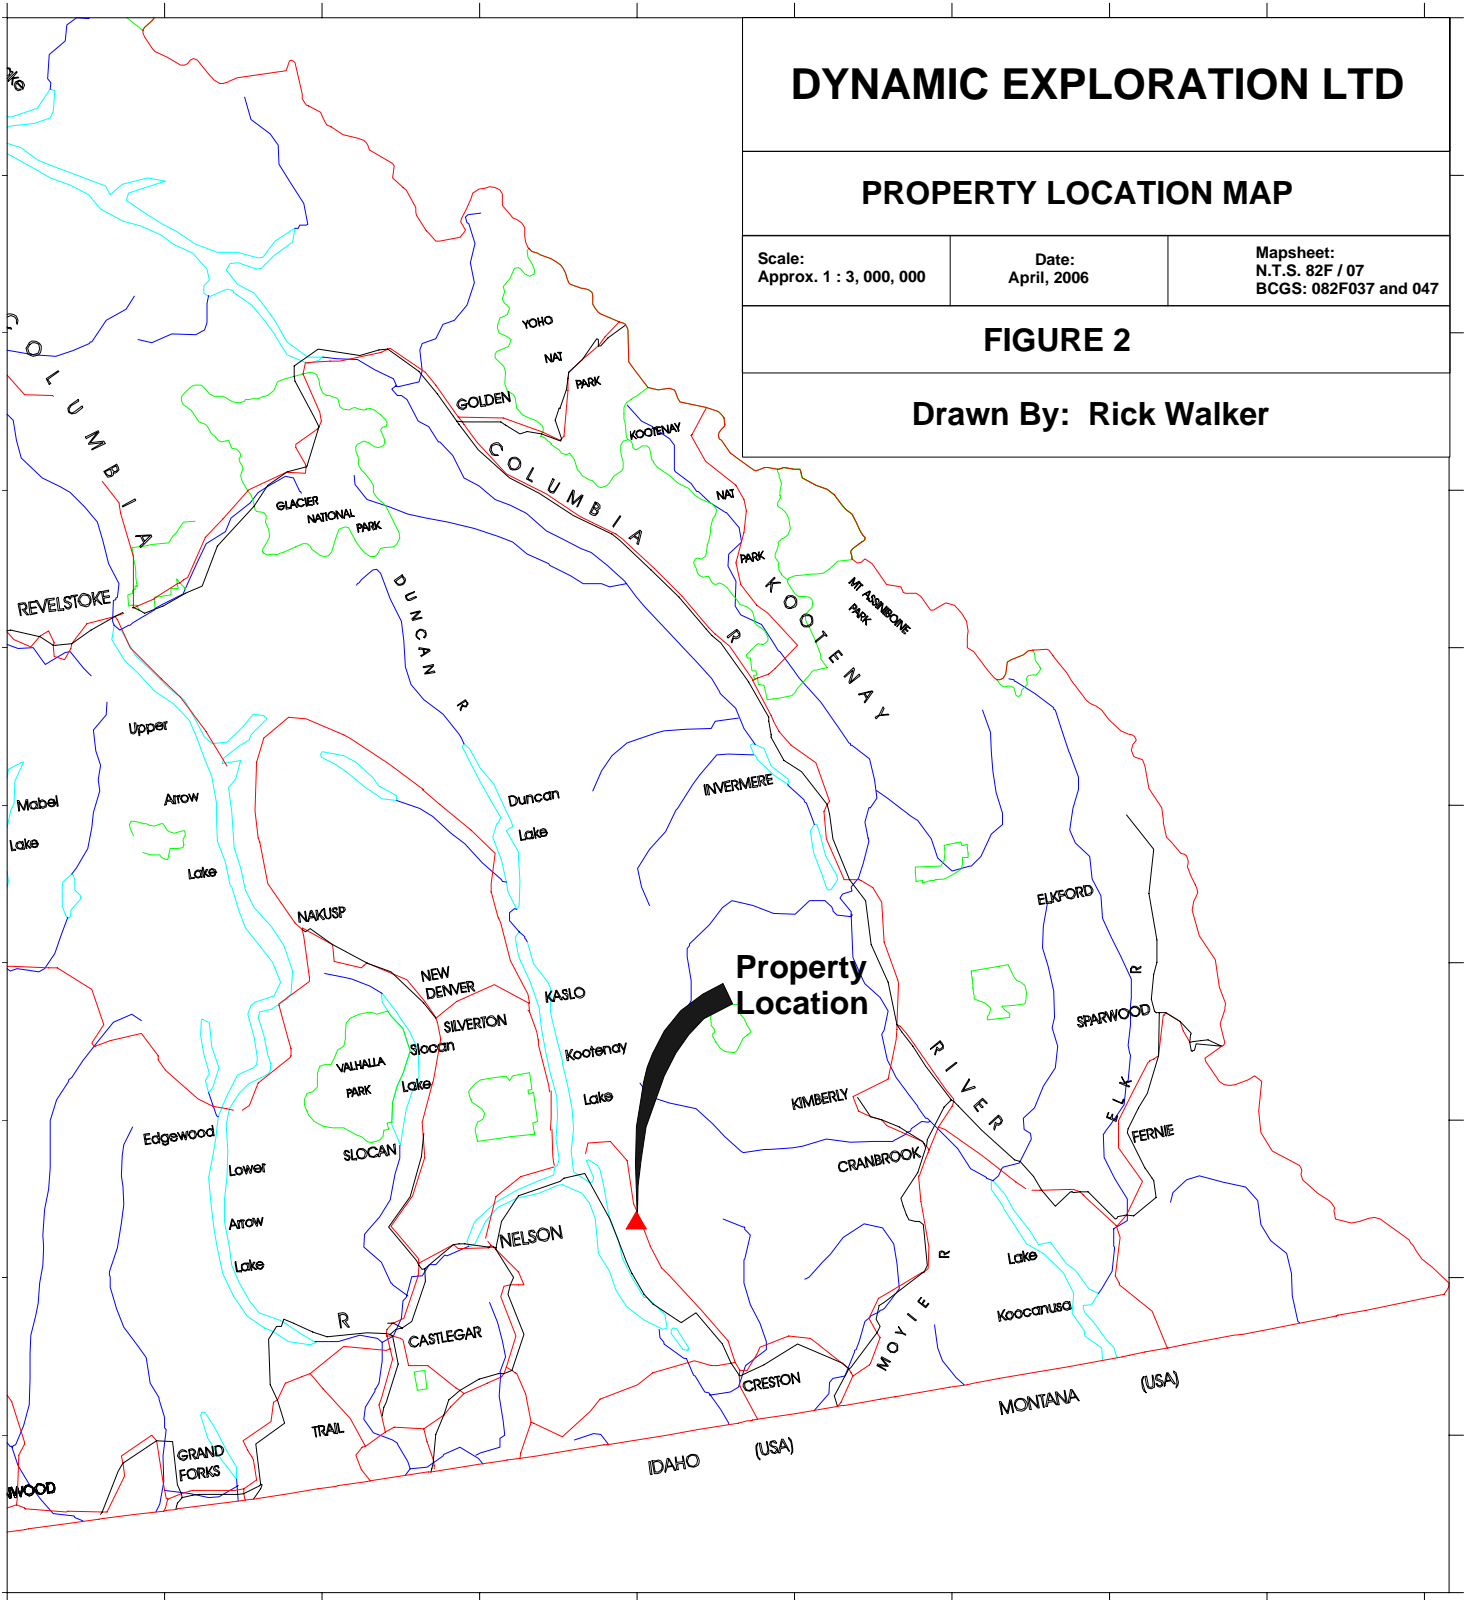 DYNAMIC EXPLORATION LTD
PROPERTY LOCATION MAP
Scale:
Approx. 1 : 3, 000, 000
Date:
April, 2006
Mapsheet:
N.T.S. 82F / 07
BCGS: 082F037 and 047
FIGURE 2
Drawn By: Rick Walker
YOHO
NAT
PARK
GOLDEN
KOOTENAY
NAT
PARK
COLUMBIA
COLUMBIA
R
GLACIER
NATIONAL
PARK
MT ASSINIBOINE
PARK
KOOTENAY
REVELSTOKE
DUNCAN R
Upper
Arrow
Lake
Mabel
Lake
Duncan
Lake
INVERMERE
NAKUSP
ELKFORD
NEW
DENVER
SILVERTON
KASLO
Property
Location
SPARWOOD
R
ELK
Slocan
Lake
VALHALLA
PARK
Kootenay
Lake
KIMBERLY
RIVER
FERNIE
Edgewood
SLOCAN
CRANBROOK
Lower
Arrow
Lake
NELSON
Lake
Koocanusa
R
CASTLEGAR
MOYIE R
CRESTON
TRAIL
GRAND
FORKS
NWOOD
IDAHO (USA)
MONTANA (USA)